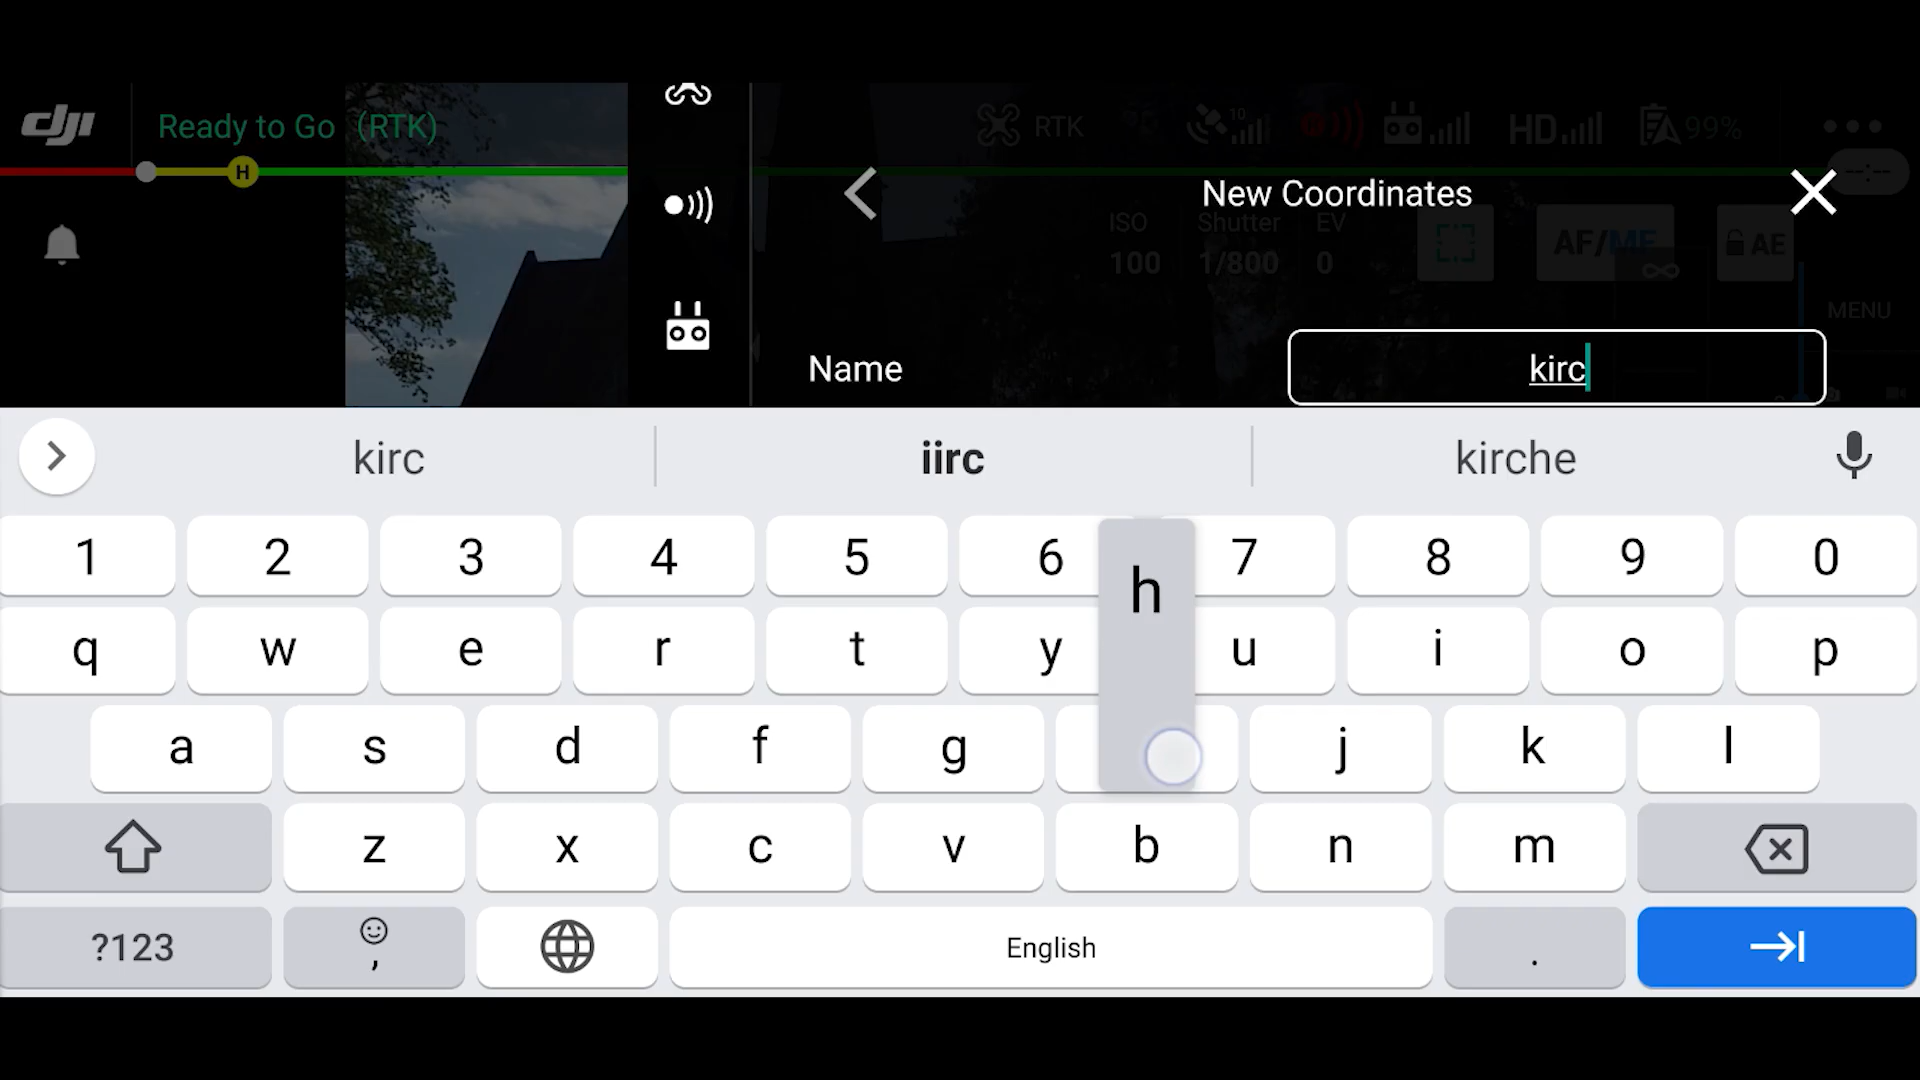 dji
Ready to Go (RTK)
RTK
10
HD
99%
--:--
New Coordinates
ISO
100
Shutter
1/800
EV
0
AF/MF
∞
AE
MENU
Name
kirc
kirc
iirc
kirche
1 2 3 4 5 6 7 8 9 0
h
q w e r t y u i o p
a s d f g j k l
z x c v b n m
?123 , English .
H